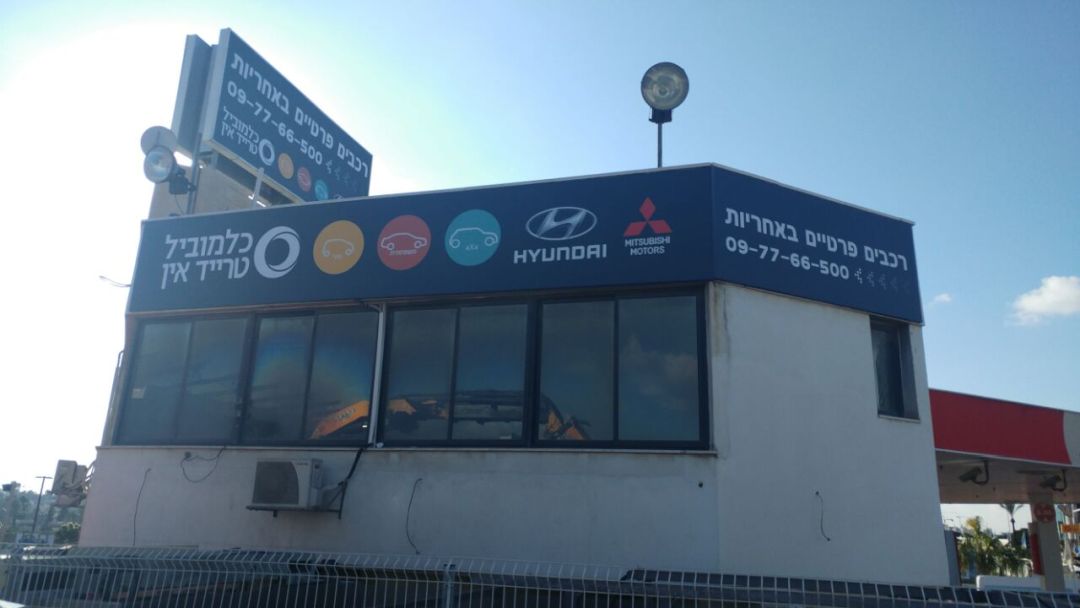 רכבים פרטיים באחריות
09-77-66-500
כלמוביל
טרייד אין
כלמוביל
טרייד אין
HYUNDAI
MITSUBISHI
MOTORS
רכבים פרטיים באחריות
09-77-66-500